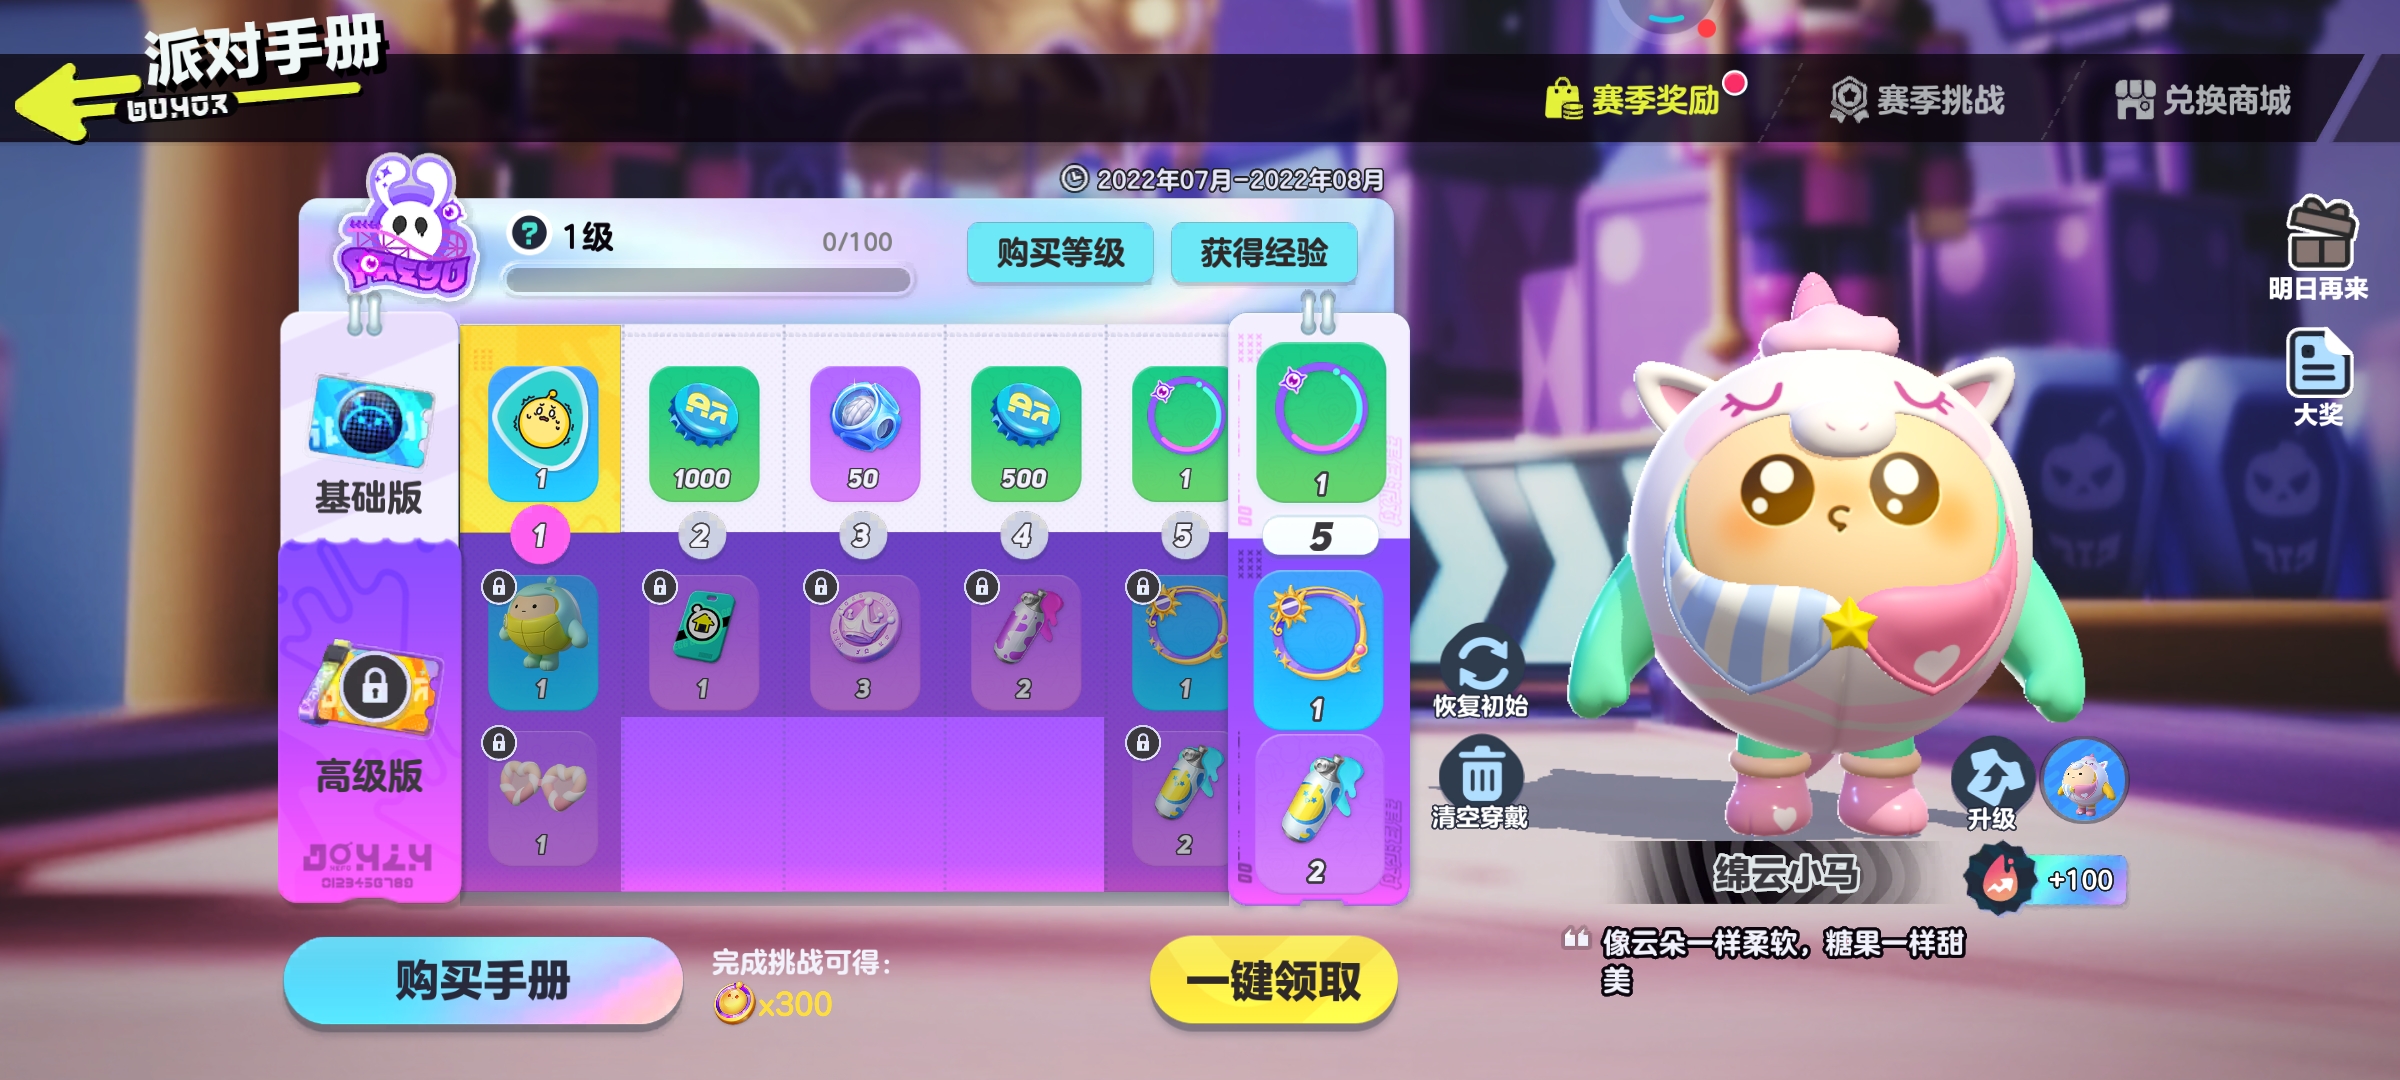 派对手册
赛季奖励
赛季挑战
兑换商城
2022年07月-2022年08月
PAZYU
?
1级
0/100
购买等级
获得经验
明日再来
大奖
基础版
1
1000
50
500
1
1
1
2
3
4
5
5
高级版
1
1
3
2
1
1
1
2
2
0123456789
恢复初始
清空穿戴
升级
绵云小马
+100
像云朵一样柔软，糖果一样甜
美
购买手册
完成挑战可得：
x300
一键领取